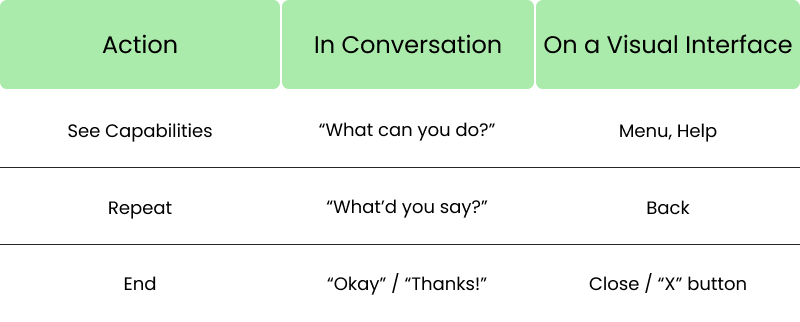 Action In Conversation On a Visual Interface
See Capabilities “What can you do?” Menu, Help
Repeat “What’d you say?” Back
End “Okay” / “Thanks!” Close / “X” button